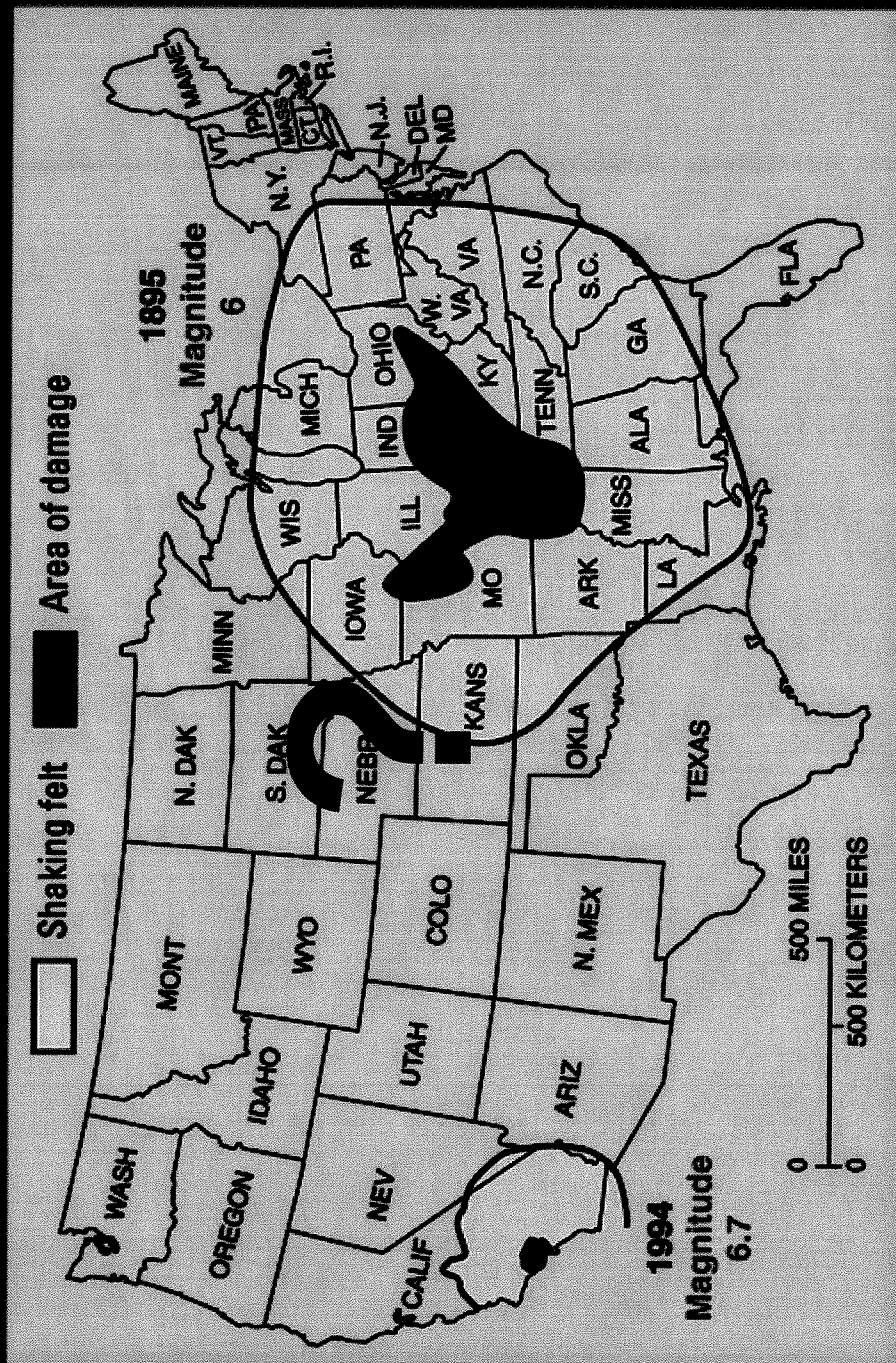 Shaking felt
Area of damage
1895
Magnitude
6
1994
Magnitude
6.7
WASH
OREGON
CALIF
NEV
IDAHO
MONT
WYO
UTAH
ARIZ
COLO
N. MEX
N. DAK
S. DAK
NEBR
?
KANS
OKLA
TEXAS
MINN
IOWA
MO
ARK
LA
WIS
ILL
MISS
MICH
IND
OHIO
KY
TENN
ALA
GA
FLA
S.C.
N.C.
VA
W.
VA
PA
N.Y.
VT
PA
MAINE
MASS
CT
R.I.
N.J.
DEL
MD
0
500 MILES
0
500 KILOMETERS